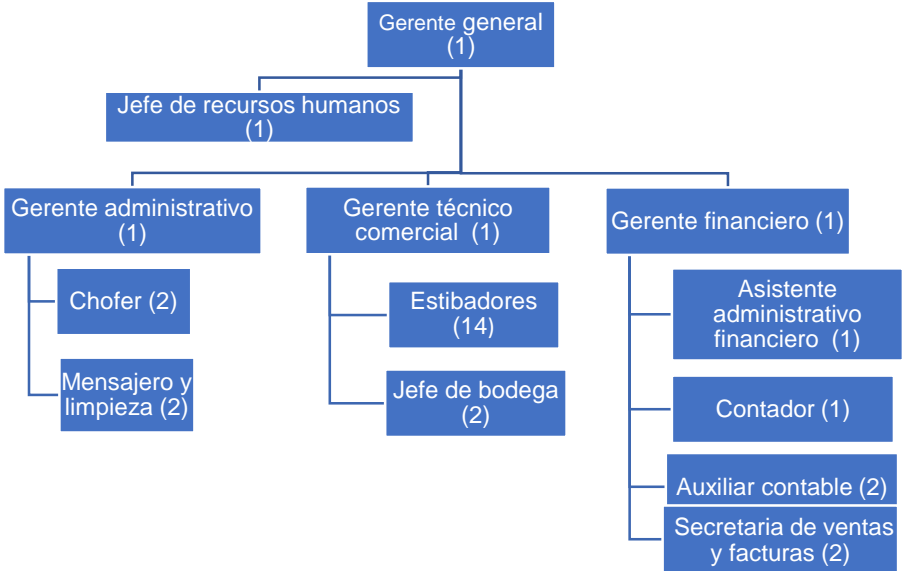 Gerente general
(1)
Jefe de recursos humanos
(1)
Gerente administrativo
(1)
Chofer (2)
Mensajero y
limpieza (2)
Gerente técnico
comercial (1)
Estibadores
(14)
Jefe de bodega
(2)
Gerente financiero (1)
Asistente
administrativo
financiero (1)
Contador (1)
Auxiliar contable (2)
Secretaria de ventas
y facturas (2)